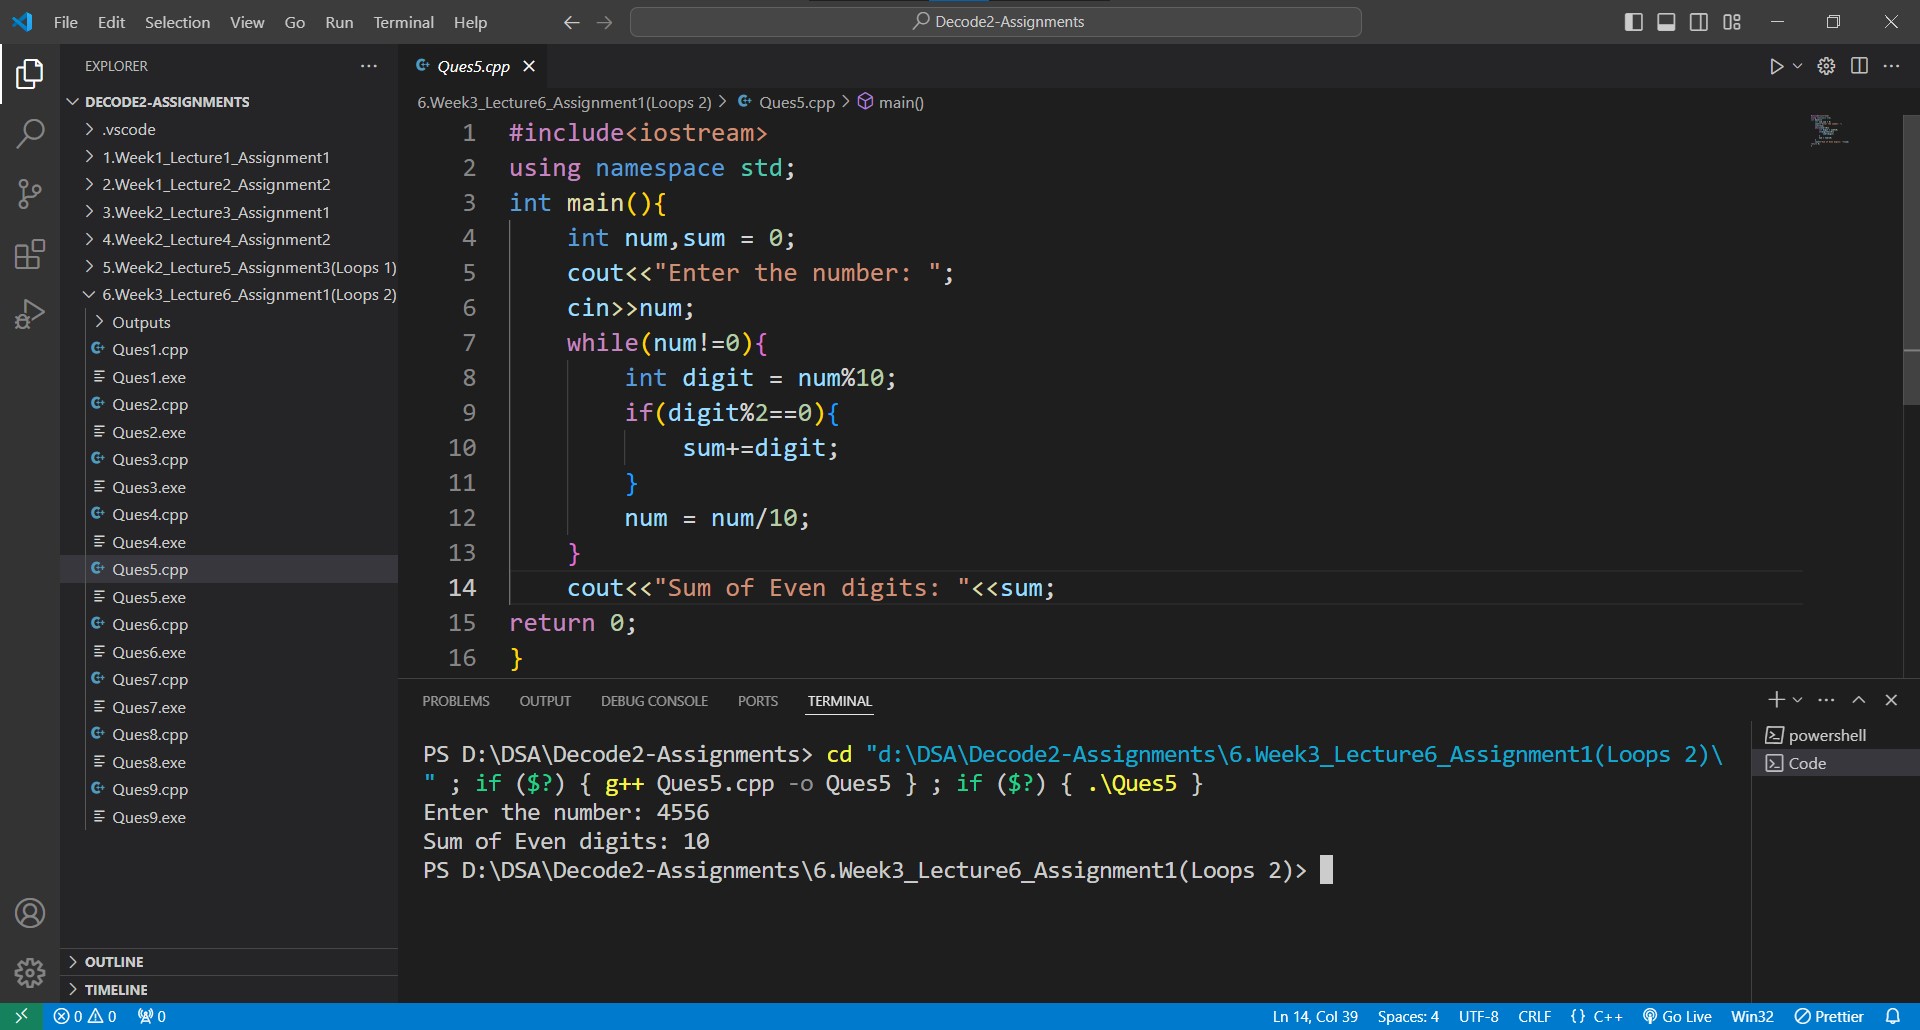 File Edit Selection View Go Run Terminal Help
Decode2-Assignments
EXPLORER
DECODE2-ASSIGNMENTS
.vscode
1.Week1_Lecture1_Assignment1
2.Week1_Lecture2_Assignment2
3.Week2_Lecture3_Assignment1
4.Week2_Lecture4_Assignment2
5.Week2_Lecture5_Assignment3(Loops 1)
6.Week3_Lecture6_Assignment1(Loops 2)
Outputs
Ques1.cpp
Ques1.exe
Ques2.cpp
Ques2.exe
Ques3.cpp
Ques3.exe
Ques4.cpp
Ques4.exe
Ques5.cpp
Ques5.exe
Ques6.cpp
Ques6.exe
Ques7.cpp
Ques7.exe
Ques8.cpp
Ques8.exe
Ques9.cpp
Ques9.exe
OUTLINE
TIMELINE
Ques5.cpp
6.Week3_Lecture6_Assignment1(Loops 2) > Ques5.cpp > main()
1 #include<iostream>
2 using namespace std;
3 int main(){
4 int num,sum = 0;
5 cout<<"Enter the number: ";
6 cin>>num;
7 while(num!=0){
8 int digit = num%10;
9 if(digit%2==0){
10 sum+=digit;
11 }
12 num = num/10;
13 }
14 cout<<"Sum of Even digits: "<<sum;
15 return 0;
16 }
PROBLEMS OUTPUT DEBUG CONSOLE PORTS TERMINAL
PS D:\DSA\Decode2-Assignments> cd "d:\DSA\Decode2-Assignments\6.Week3_Lecture6_Assignment1(Loops 2)\
" ; if ($?) { g++ Ques5.cpp -o Ques5 } ; if ($?) { .\Ques5 }
Enter the number: 4556
Sum of Even digits: 10
PS D:\DSA\Decode2-Assignments\6.Week3_Lecture6_Assignment1(Loops 2)>
powershell
Code
0 0 0 Ln 14, Col 39 Spaces: 4 UTF-8 CRLF {} C++ Go Live Win32 Prettier